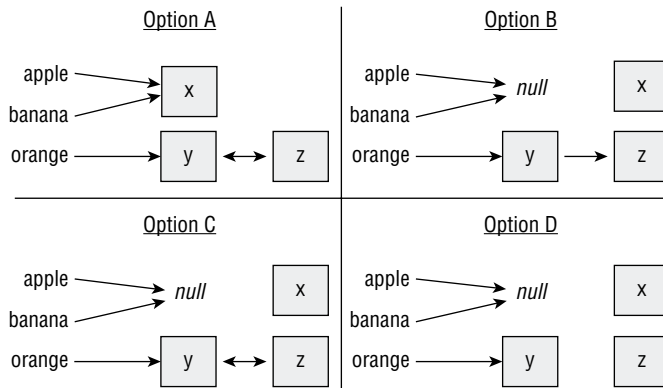 Option A
apple
x
banana
orange
y
z
Option B
apple
null
x
banana
orange
y
z
Option C
apple
null
x
banana
orange
y
z
Option D
apple
null
x
banana
orange
y
z